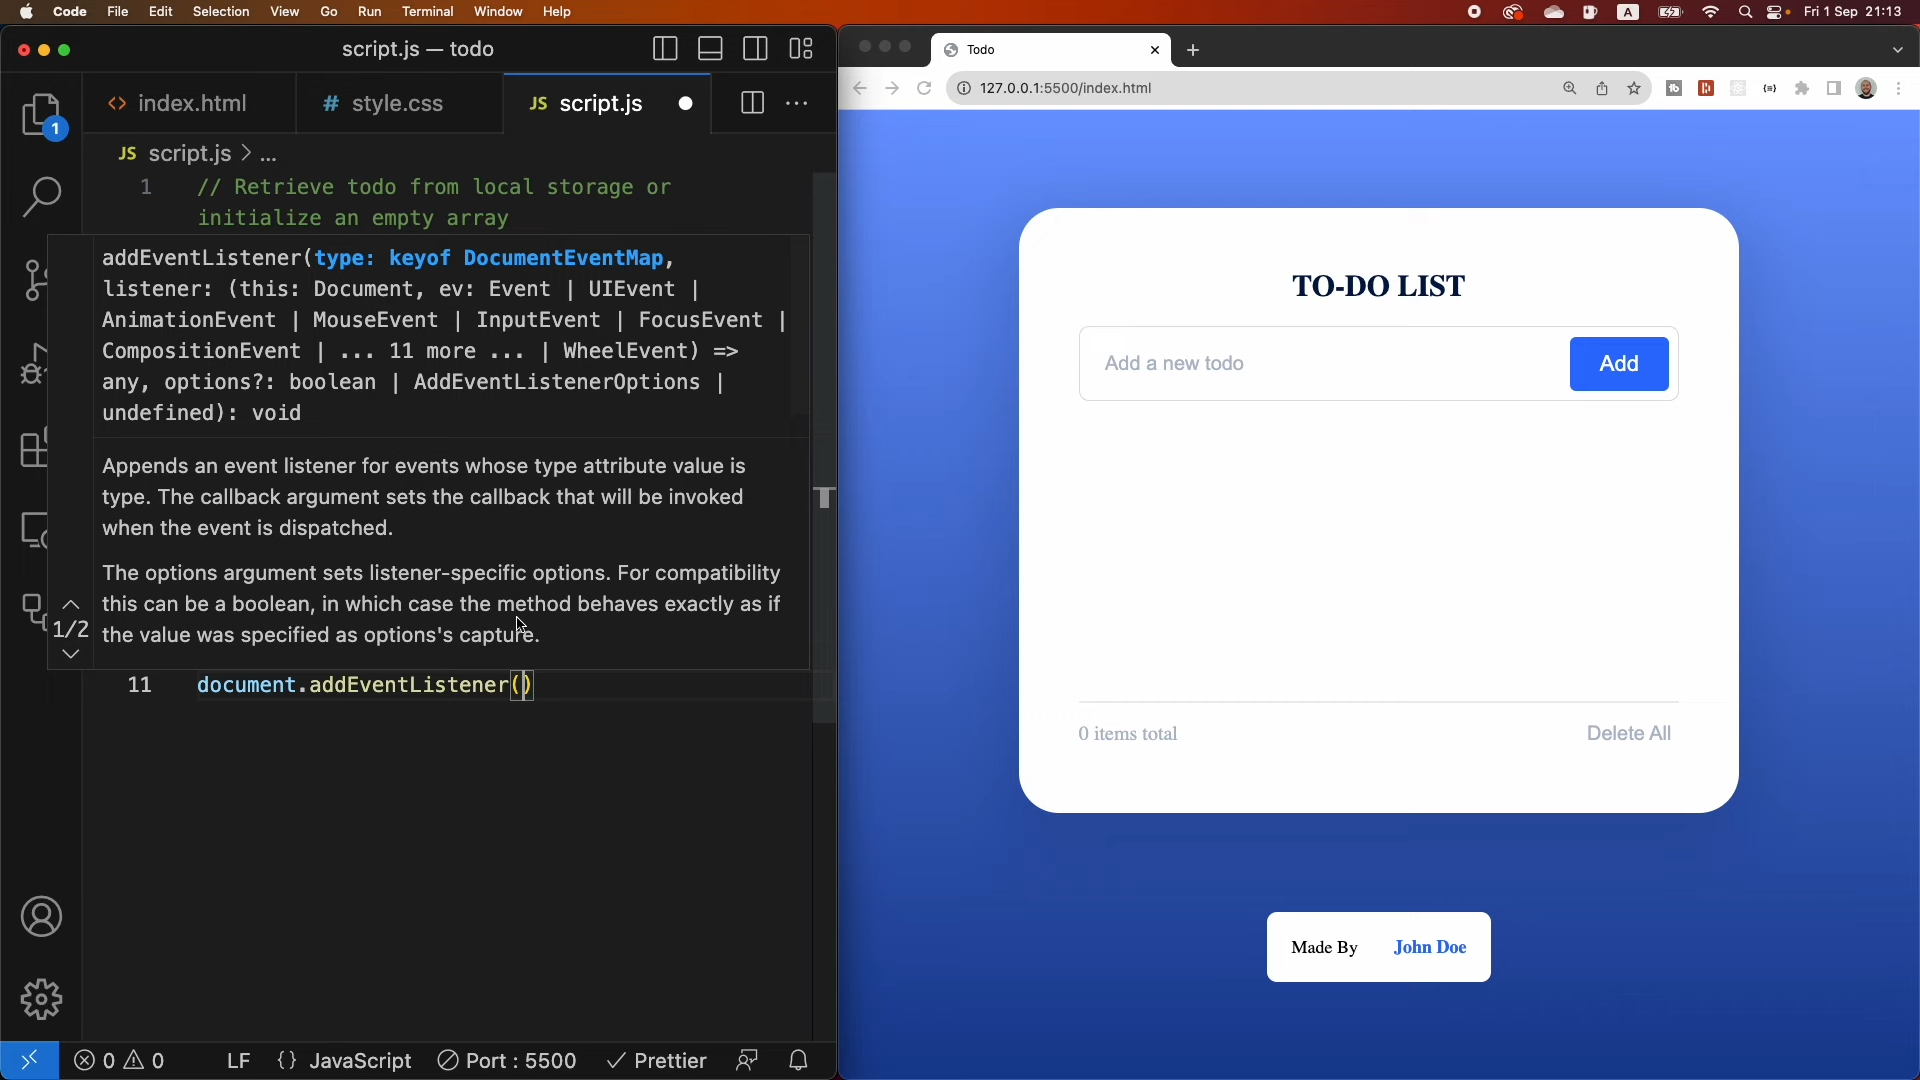 Code File Edit Selection View Go Run Terminal Window Help
A
Fri 1 Sep 21:13
script.js — todo
index.html
# style.css
JS script.js
JS script.js > ...
1 // Retrieve todo from local storage or
initialize an empty array
addEventListener(type: keyof DocumentEventMap,
listener: (this: Document, ev: Event | UIEvent |
AnimationEvent | MouseEvent | InputEvent | FocusEvent |
CompositionEvent | ... 11 more ... | WheelEvent) =>
any, options?: boolean | AddEventListenerOptions |
undefined): void
Appends an event listener for events whose type attribute value is
type. The callback argument sets the callback that will be invoked
when the event is dispatched.
The options argument sets listener-specific options. For compatibility
this can be a boolean, in which case the method behaves exactly as if
the value was specified as options's capture.
1/2
11 document.addEventListener()
1
0 0 LF {} JavaScript Port : 5500 Prettier
Todo
127.0.0.1:5500/index.html
TO-DO LIST
Add a new todo
Add
0 items total
Delete All
Made By John Doe